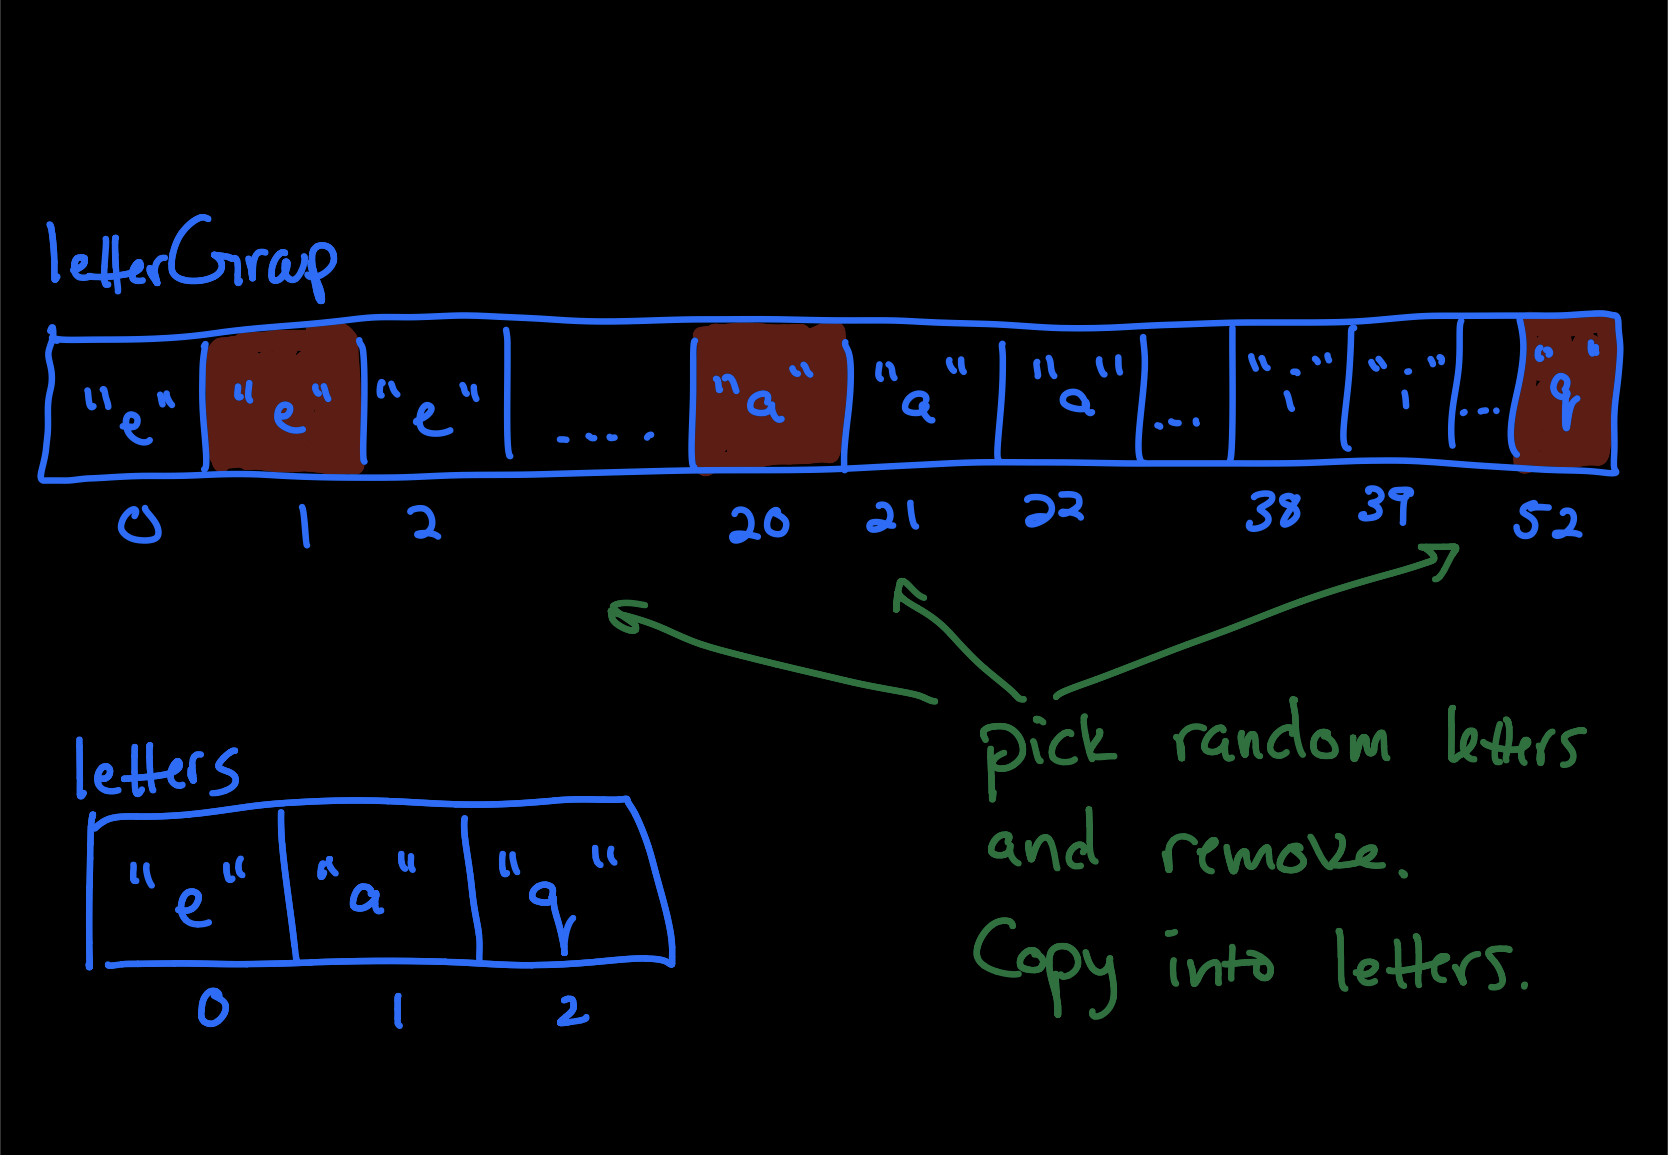 letterGrap
"e" "e" "e" .... "a" "a" "a" ... "i" "i" ... "q"
0 1 2 20 21 22 38 39 52
pick random letters
and remove.
Copy into letters.
letters
"e" "a" "q"
0 1 2